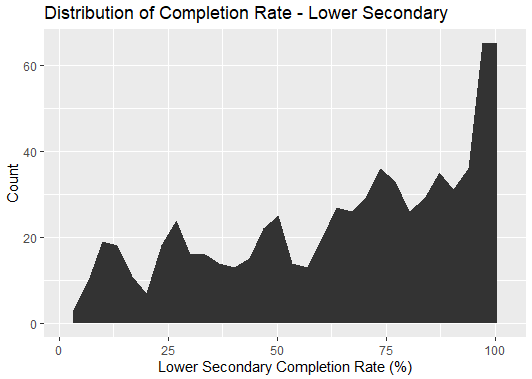 Distribution of Completion Rate - Lower Secondary
Count
60
40
20
0
0 25 50 75 100
Lower Secondary Completion Rate (%)